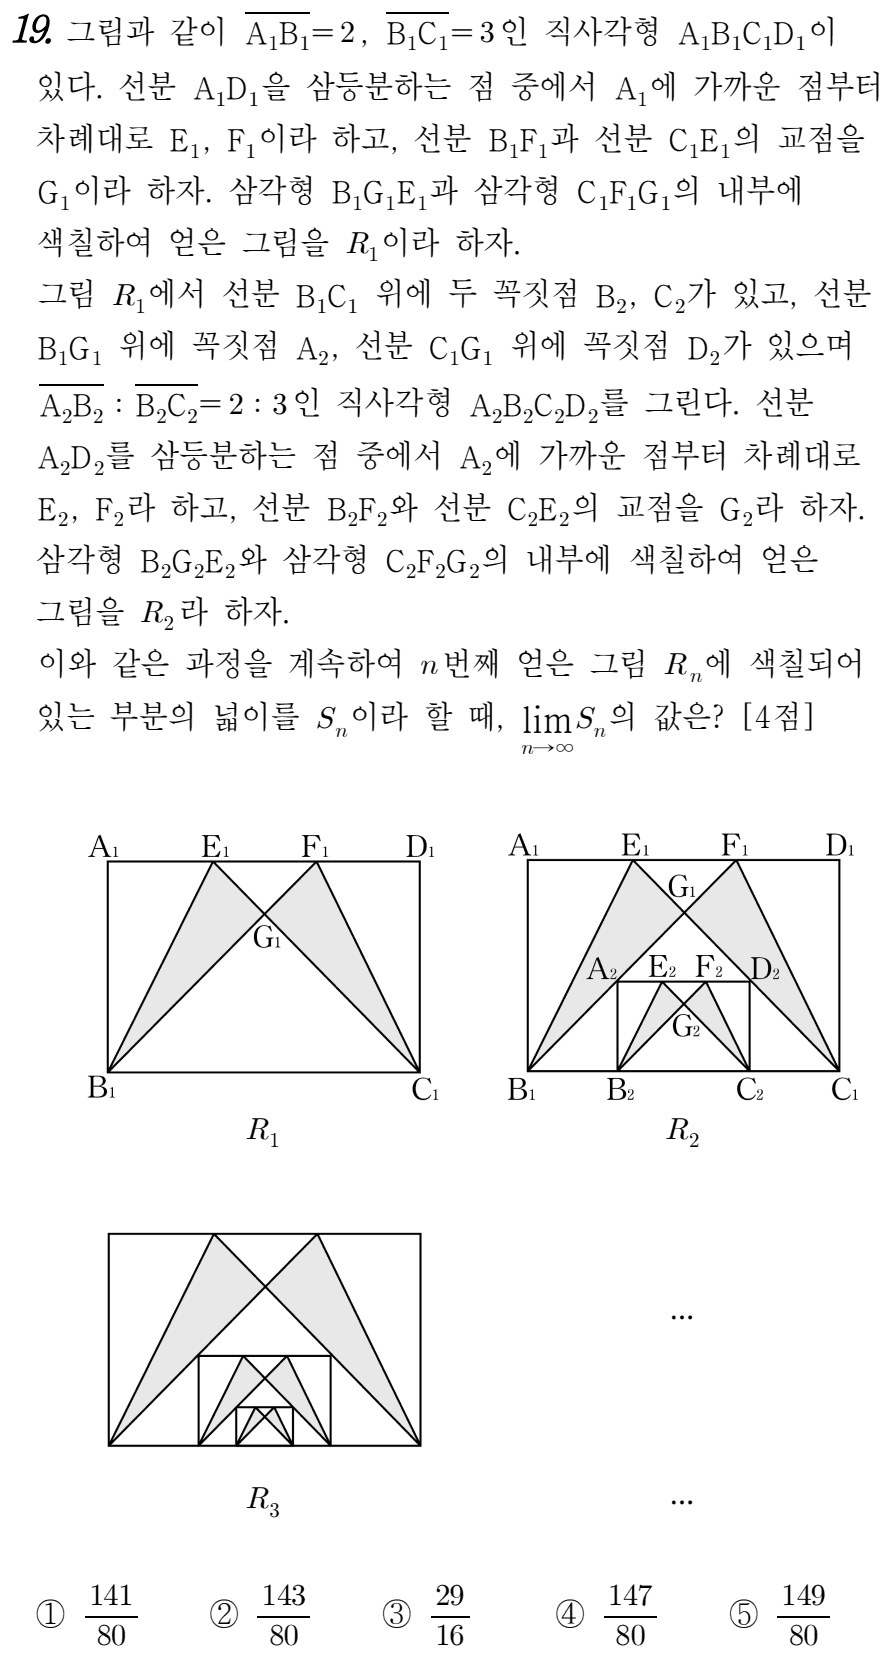 19. 그림과 같이 A₁B₁=2, B₁C₁=3인 직사각형 A₁B₁C₁D₁이
있다. 선분 A₁D₁을 삼등분하는 점 중에서 A₁에 가까운 점부터
차례대로 E₁, F₁이라 하고, 선분 B₁F₁과 선분 C₁E₁의 교점을
G₁이라 하자. 삼각형 B₁G₁E₁과 삼각형 C₁F₁G₁의 내부에
색칠하여 얻은 그림을 R₁이라 하자.
그림 R₁에서 선분 B₁C₁ 위에 두 꼭짓점 B₂, C₂가 있고, 선분
B₁G₁ 위에 꼭짓점 A₂, 선분 C₁G₁ 위에 꼭짓점 D₂가 있으며
A₂B₂ : B₂C₂=2 : 3인 직사각형 A₂B₂C₂D₂를 그린다. 선분
A₂D₂를 삼등분하는 점 중에서 A₂에 가까운 점부터 차례대로
E₂, F₂라 하고, 선분 B₂F₂와 선분 C₂E₂의 교점을 G₂라 하자.
삼각형 B₂G₂E₂와 삼각형 C₂F₂G₂의 내부에 색칠하여 얻은
그림을 R₂라 하자.
이와 같은 과정을 계속하여 n번째 얻은 그림 Rₙ에 색칠되어
있는 부분의 넓이를 Sₙ이라 할 때, lim Sₙ의 값은? [4점]
n→∞
A₁ E₁ F₁ D₁
G₁
B₁ C₁
R₁
A₁ E₁ F₁ D₁
G₁
A₂ E₂ F₂ D₂
G₂
B₁ B₂ C₂ C₁
R₂
...
R₃
...
① 141/80 ② 143/80 ③ 29/16 ④ 147/80 ⑤ 149/80